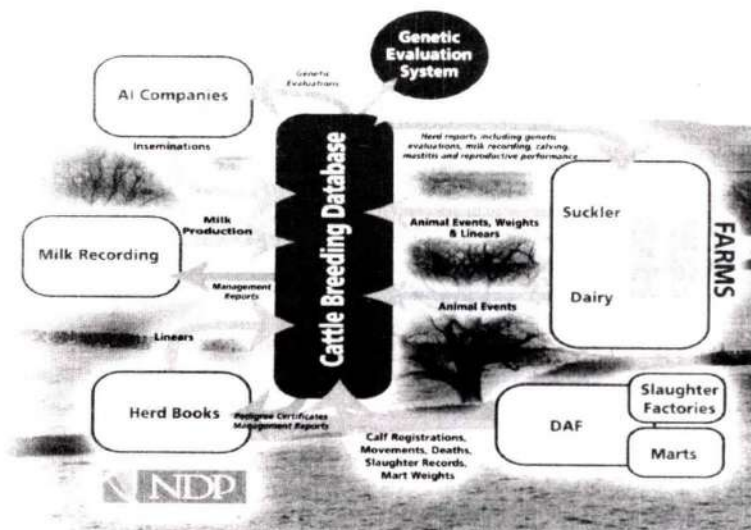 Genetic
Evaluation
System
Genetic
Evaluations
AI Companies
Inseminations
Herd reports including genetic
evaluations, milk recording, calving,
mastitis and reproductive performance
Cattle Breeding Database
Suckler
FARMS
Milk
Production
Animal Events, Weights
& Linears
Milk Recording
Management
Reports
Dairy
Animal Events
Linears
Herd Books
Pedigree Certificates
Management Reports
Slaughter
Factories
DAF
Marts
Calf Registrations,
Movements, Deaths,
Slaughter Records,
Mart Weights
NDP